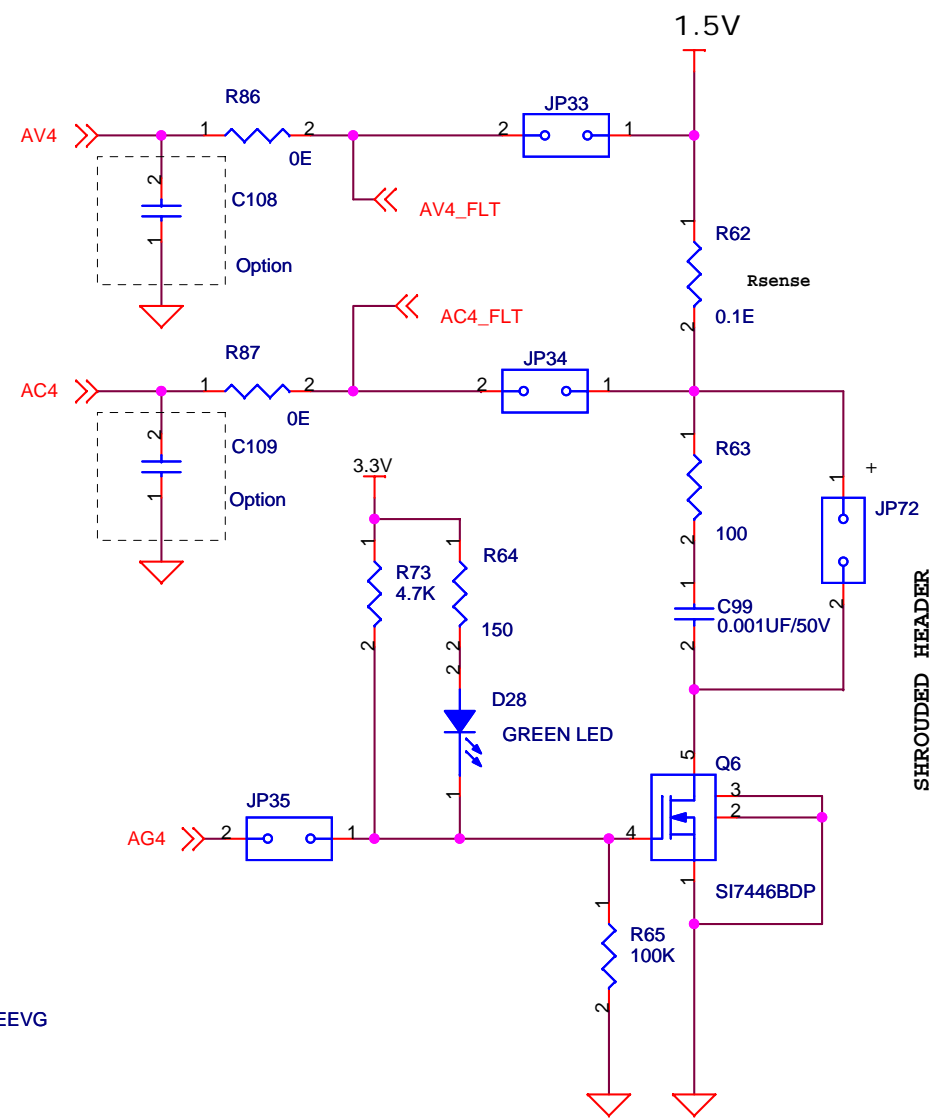 1.5V
R86
JP33
AV4
1
2
2
1
0E
2
C108
AV4_FLT
1
1
R62
Option
Rsense
0.1E
2
AC4_FLT
R87
JP34
AC4
1
2
2
1
0E
2
C109
1
R63
3.3V
1
+
1
Option
JP72
100
2
1
1
R64
R73
4.7K
1
C99
0.001UF/50V
2
150
2
2
2
2
SHROUDED HEADER
D28
GREEN LED
5
Q6
3
1
2
JP35
AG4
2
1
4
1
SI7446BDP
1
R65
100K
2
EEVG